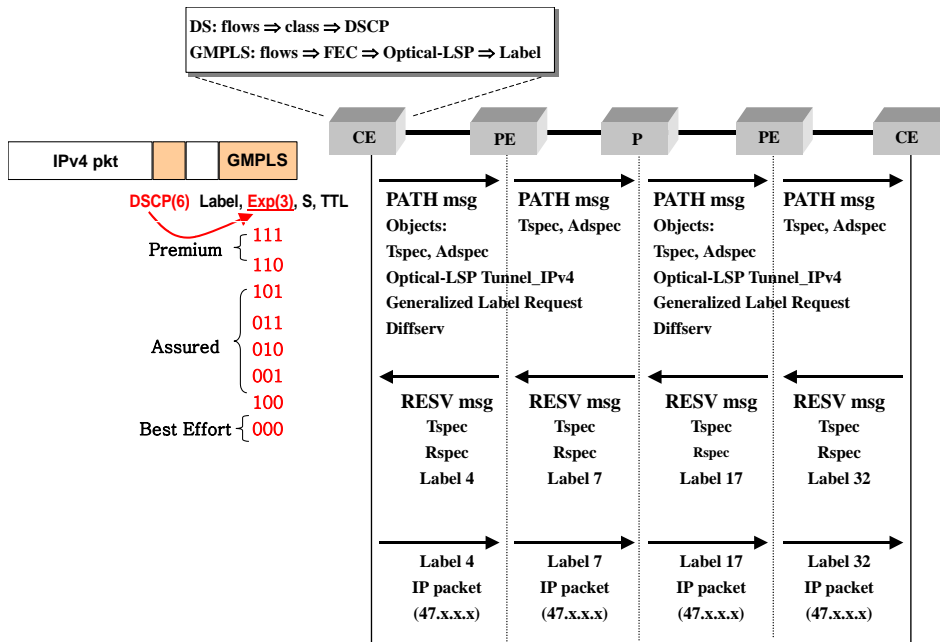 DS: flows ⇒ class ⇒ DSCP
GMPLS: flows ⇒ FEC ⇒ Optical-LSP ⇒ Label
CE
PE
P
PE
CE
IPv4 pkt
GMPLS
DSCP(6) Label, Exp(3), S, TTL
Premium
111
110
Assured
101
011
010
001
100
Best Effort
000
PATH msg
Objects:
Tspec, Adspec
Optical-LSP Tunnel_IPv4
Generalized Label Request
Diffserv
PATH msg
Tspec, Adspec
PATH msg
Objects:
Tspec, Adspec
Optical-LSP Tunnel_IPv4
Generalized Label Request
Diffserv
PATH msg
Tspec, Adspec
RESV msg
Tspec
Rspec
Label 4
RESV msg
Tspec
Rspec
Label 7
RESV msg
Tspec
Rspec
Label 17
RESV msg
Tspec
Rspec
Label 32
Label 4
IP packet
(47.x.x.x)
Label 7
IP packet
(47.x.x.x)
Label 17
IP packet
(47.x.x.x)
Label 32
IP packet
(47.x.x.x)